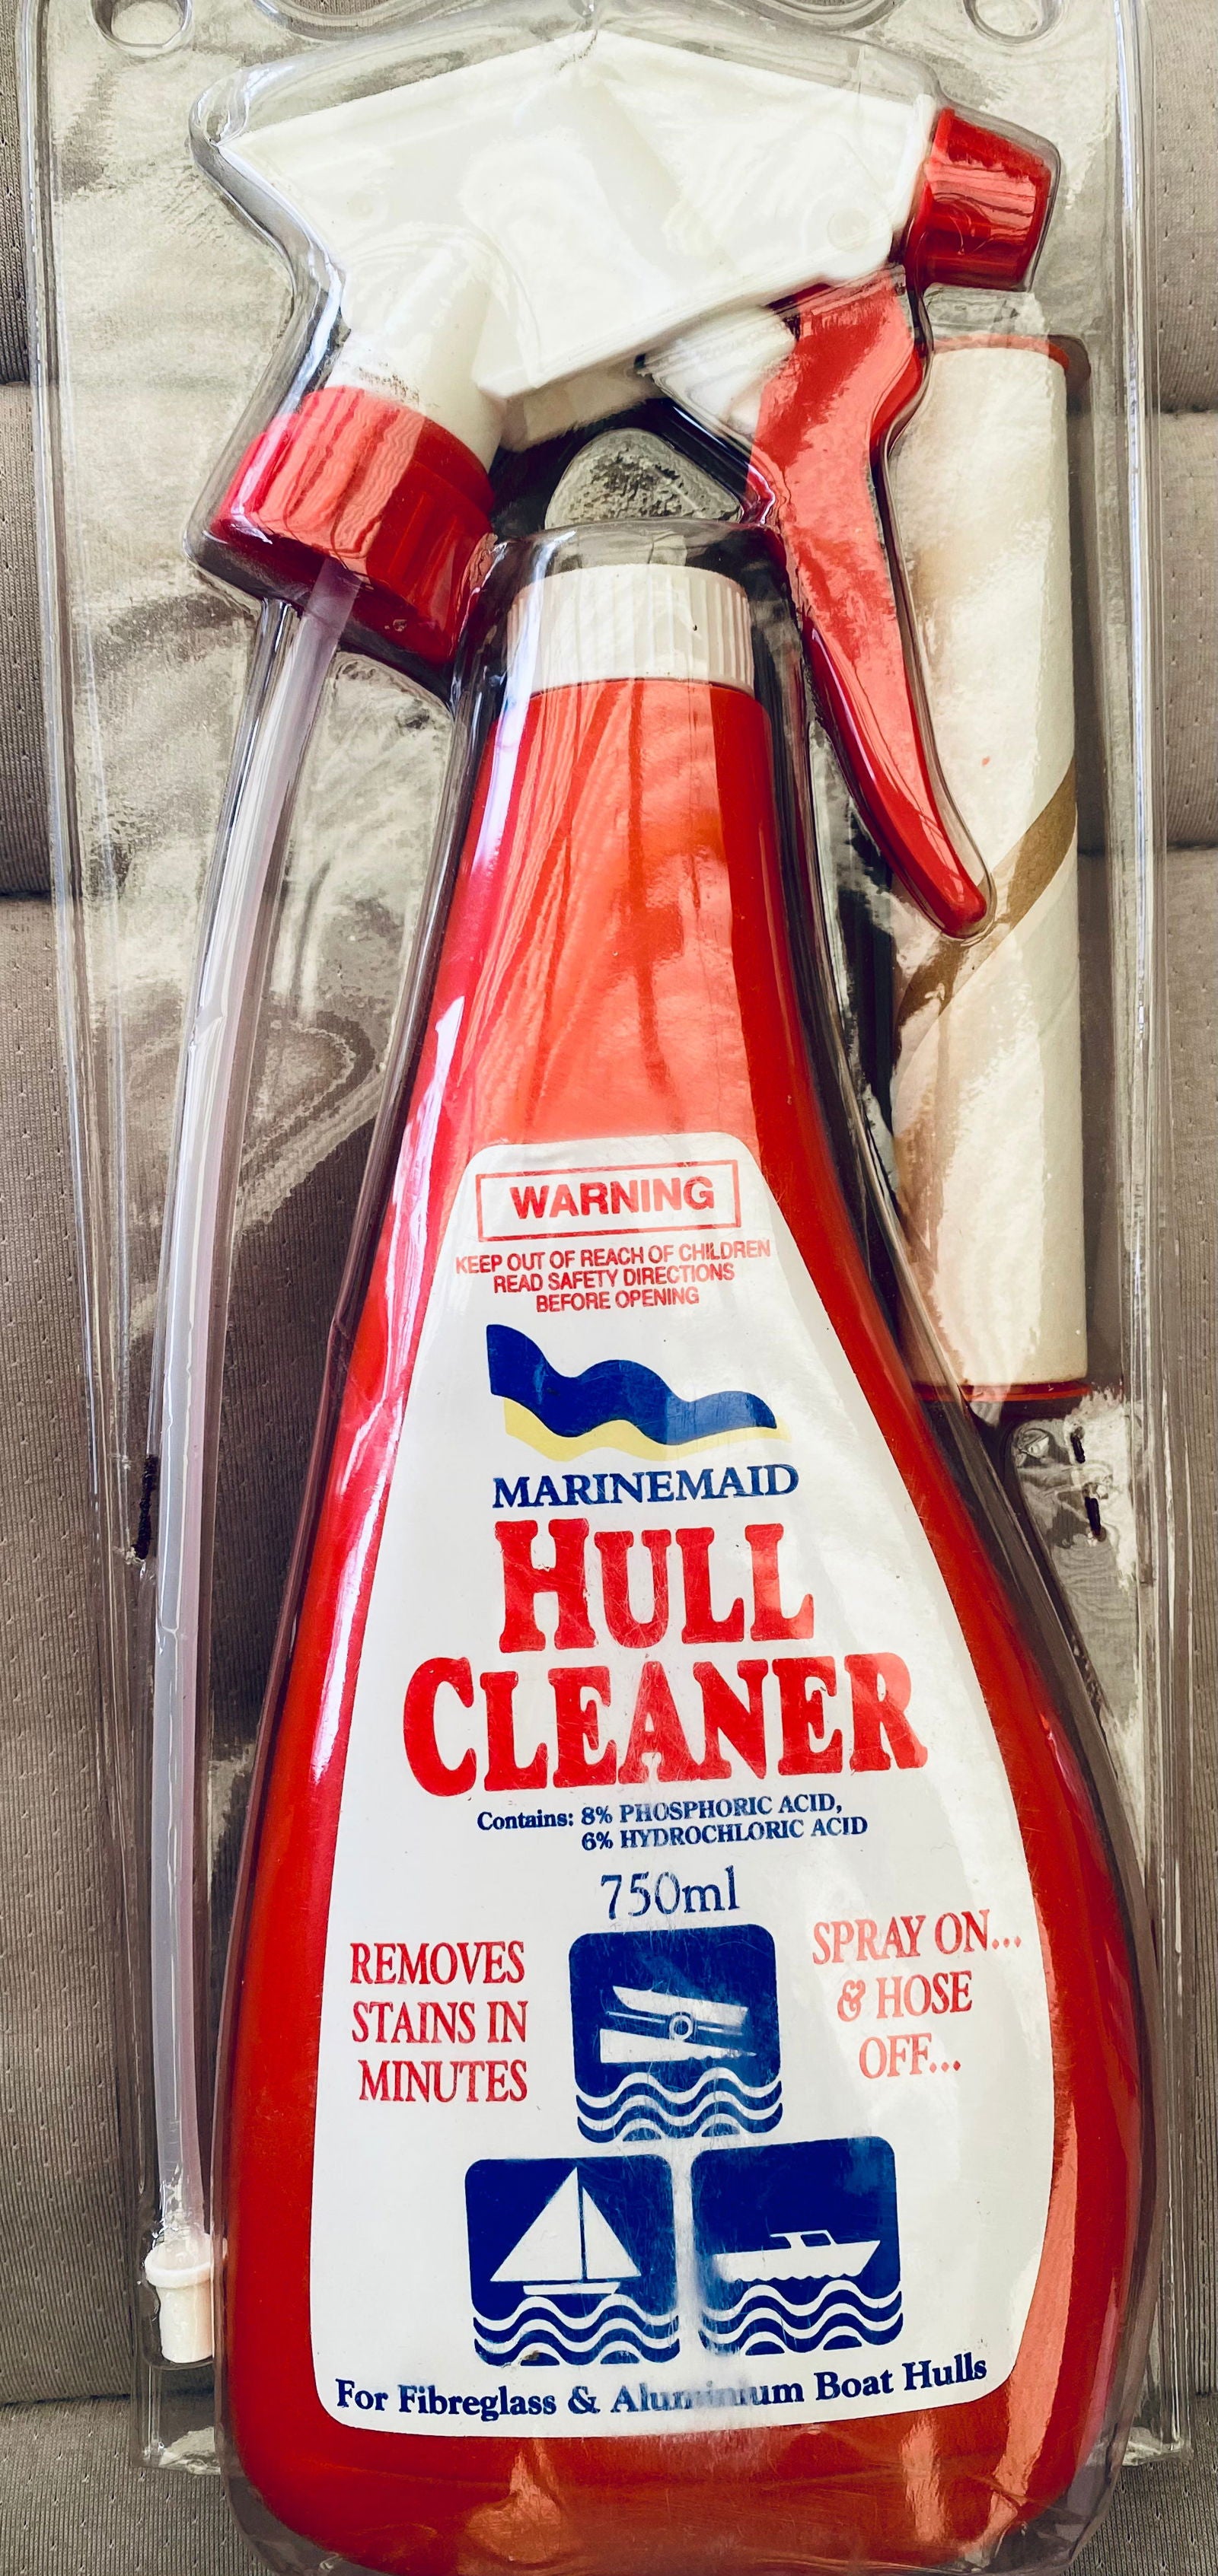 WARNING
KEEP OUT OF REACH OF CHILDREN
READ SAFETY DIRECTIONS
BEFORE OPENING
MARINEMAID
HULL
CLEANER
Contains: 8% PHOSPHORIC ACID,
6% HYDROCHLORIC ACID
750ml
REMOVES
STAINS IN
MINUTES
SPRAY ON...
& HOSE
OFF...
For Fibreglass & Aluminium Boat Hulls